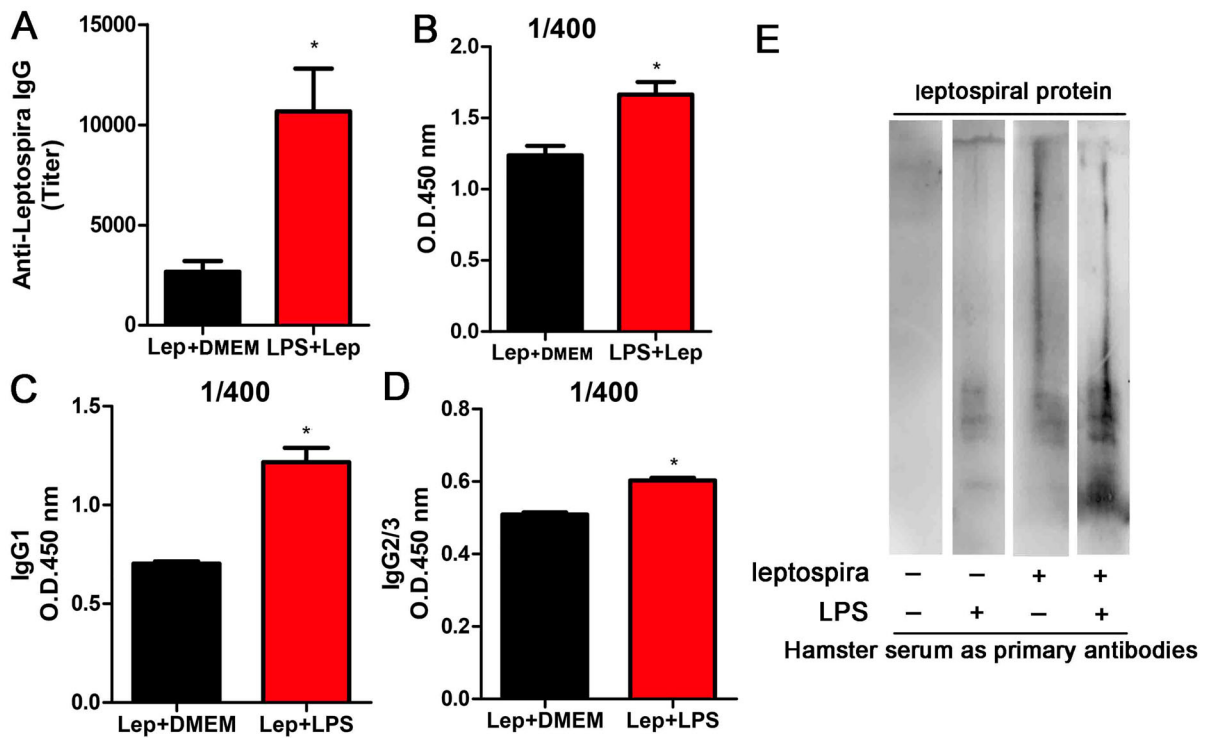 A
15000
10000
5000
0
Anti-Leptospira IgG
(Titer)
*
Lep+DMEM LPS+Lep
B
1/400
2.0
1.5
1.0
0.5
0.0
O.D.450 nm
*
Lep+DMEM LPS+Lep
C
1/400
1.5
1.0
0.5
0.0
IgG1
O.D.450 nm
*
Lep+DMEM Lep+LPS
D
1/400
0.8
0.6
0.4
0.2
0.0
IgG2/3
O.D.450 nm
*
Lep+DMEM Lep+LPS
E
leptospiral protein
leptospira − − + +
LPS − + − +
Hamster serum as primary antibodies